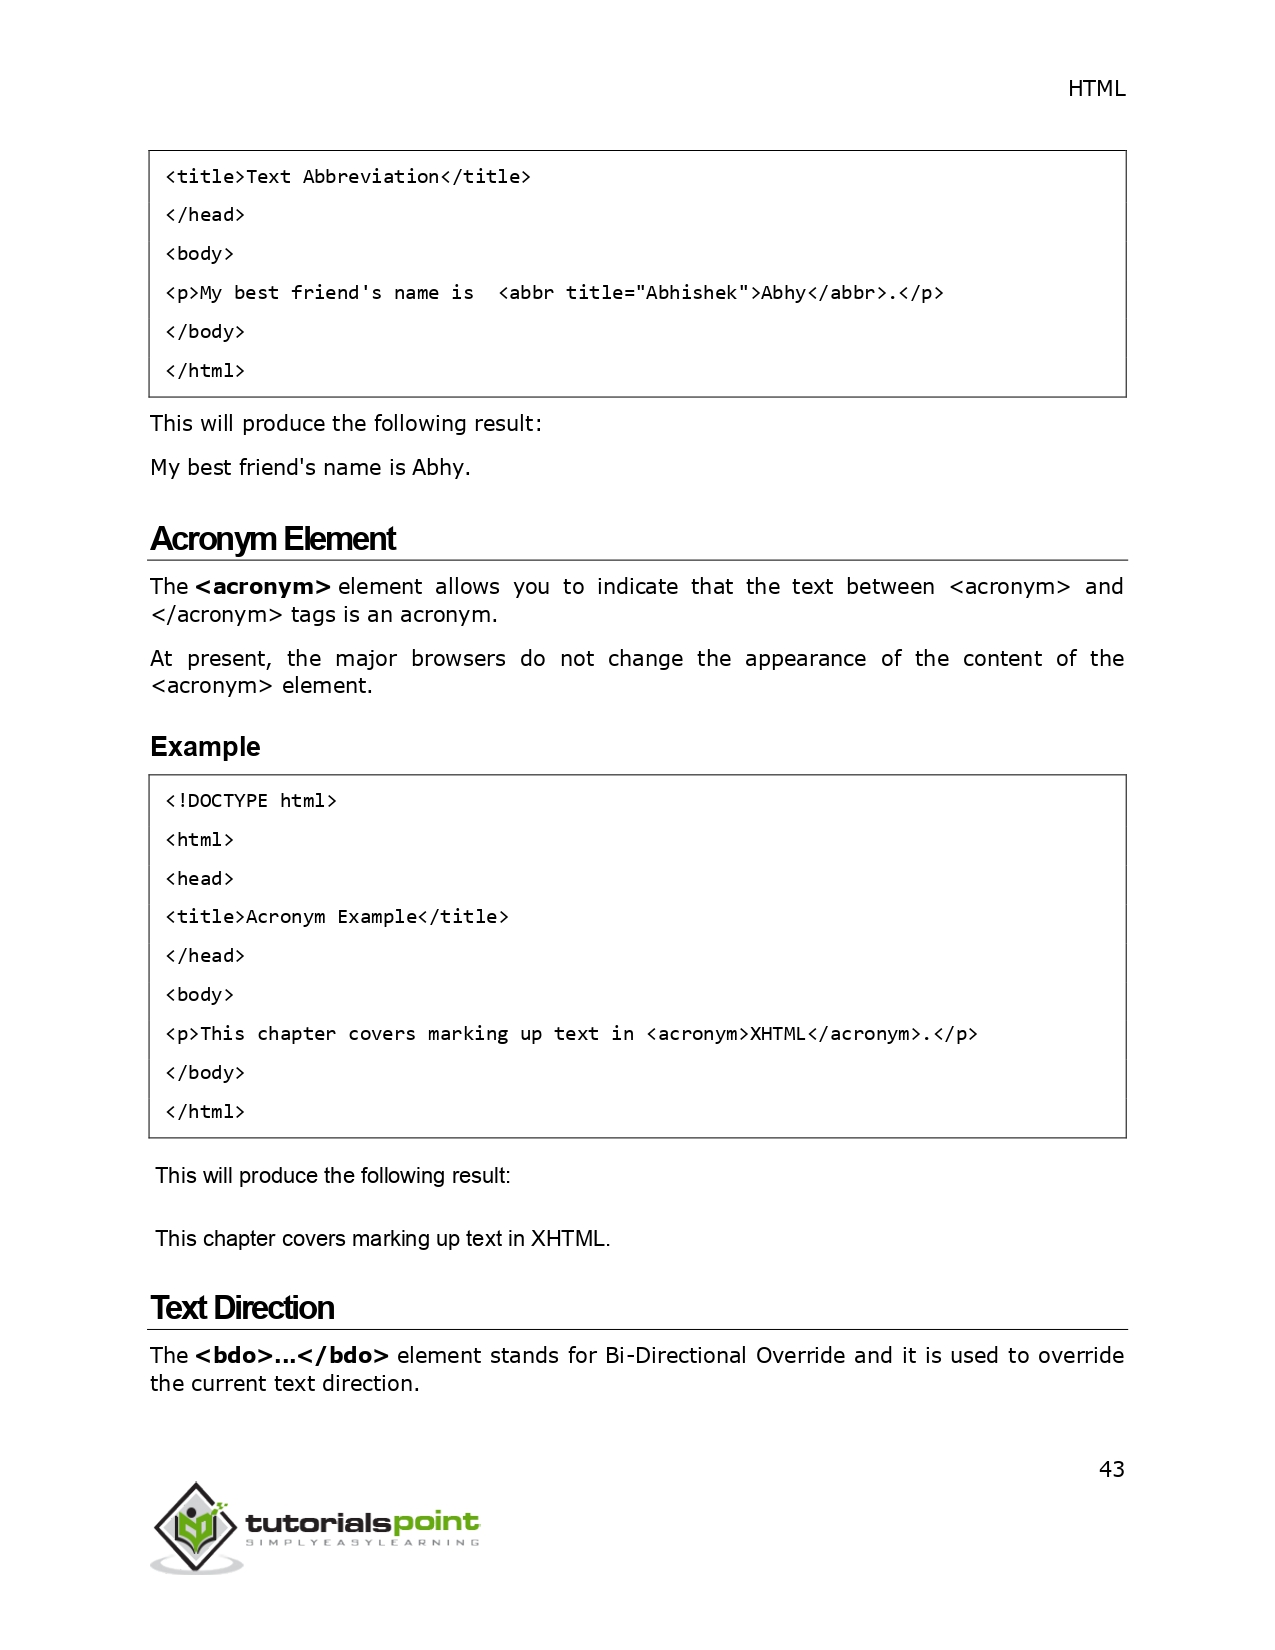 HTML
<title>Text Abbreviation</title>
</head>
<body>
<p>My best friend's name is  <abbr title="Abhishek">Abhy</abbr>.</p>
</body>
</html>
This will produce the following result:
My best friend's name is Abhy.
Acronym Element
The <acronym> element allows you to indicate that the text between <acronym> and
</acronym> tags is an acronym.
At present, the major browsers do not change the appearance of the content of the
<acronym> element.
Example
<!DOCTYPE html>
<html>
<head>
<title>Acronym Example</title>
</head>
<body>
<p>This chapter covers marking up text in <acronym>XHTML</acronym>.</p>
</body>
</html>
This will produce the following result:
This chapter covers marking up text in XHTML.
Text Direction
The <bdo>...</bdo> element stands for Bi-Directional Override and it is used to override
the current text direction.
43
tutorialspoint
SIMPLYEASYLEARNING